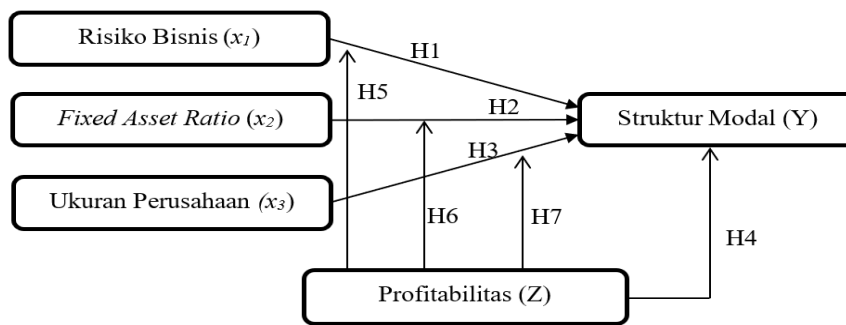 Risiko Bisnis (x1)
H1
H5
Fixed Asset Ratio (x2)
H2
Struktur Modal (Y)
H3
Ukuran Perusahaan (x3)
H6
H7
H4
Profitabilitas (Z)